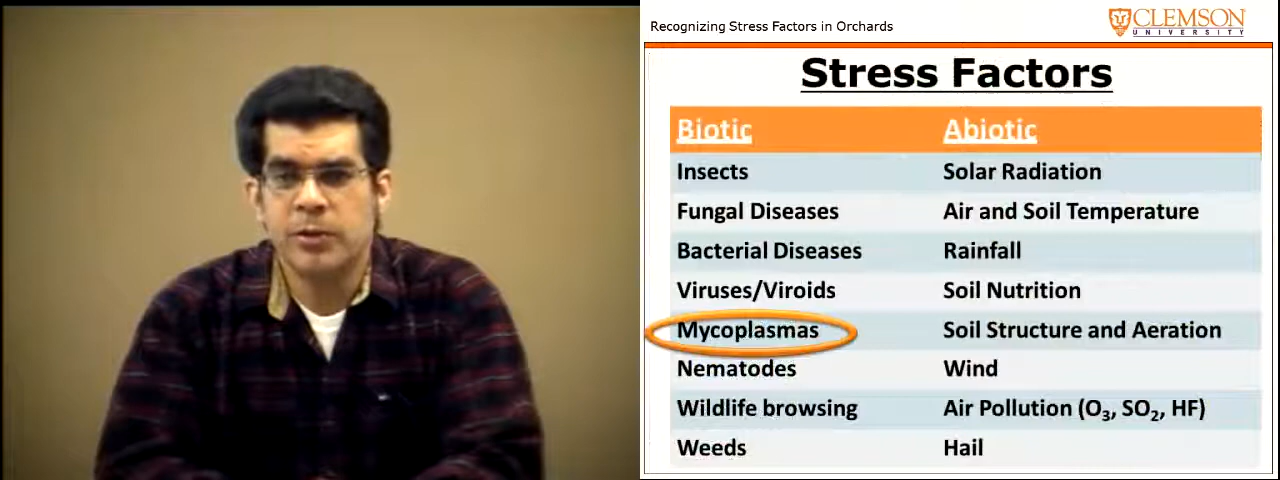 Recognizing Stress Factors in Orchards
CLEMSON
UNIVERSITY
Stress Factors
Biotic Abiotic
Insects Solar Radiation
Fungal Diseases Air and Soil Temperature
Bacterial Diseases Rainfall
Viruses/Viroids Soil Nutrition
Mycoplasmas Soil Structure and Aeration
Nematodes Wind
Wildlife browsing Air Pollution (O₃, SO₂, HF)
Weeds Hail